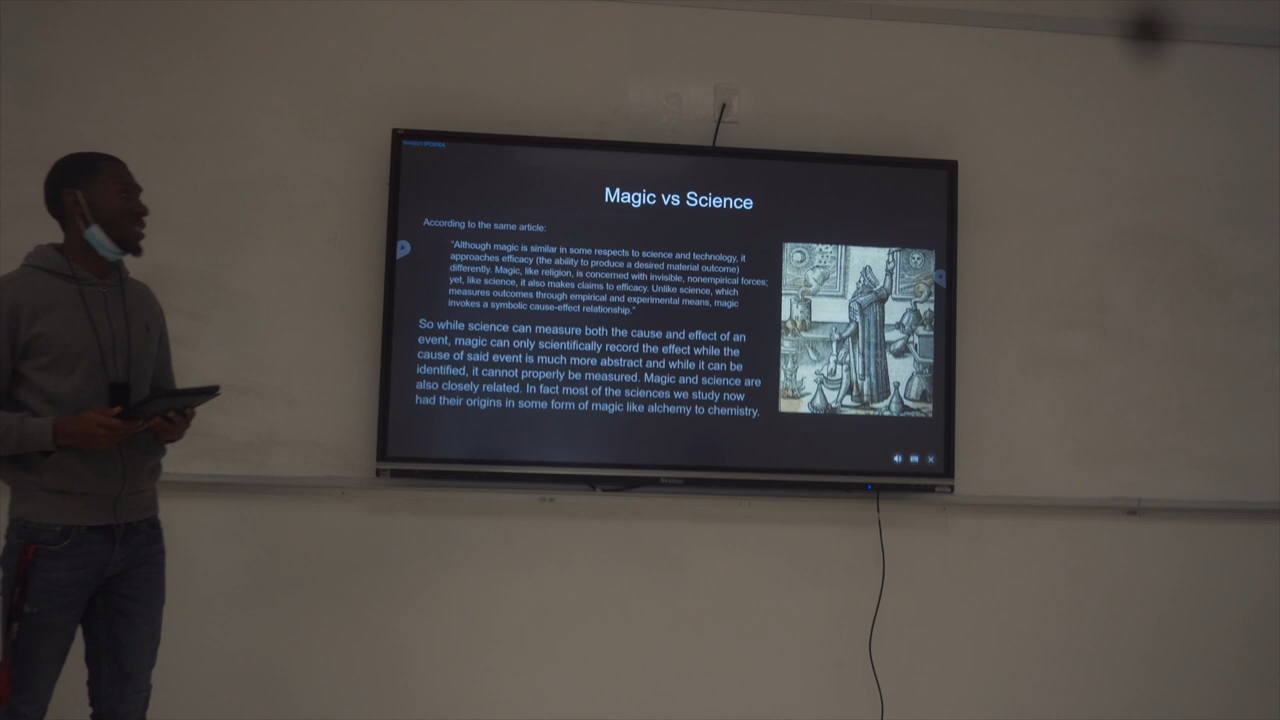 Magic vs Science
According to the same article:
"Although magic is similar in some respects to science and technology, it
approaches efficacy (the ability to produce a desired material outcome)
differently. Magic, like religion, is concerned with invisible, nonempirical forces;
yet, like science, it also makes claims to efficacy. Unlike science, which
measures outcomes through empirical and experimental means, magic
invokes a symbolic cause-effect relationship."
So while science can measure both the cause and effect of an
event, magic can only scientifically record the effect while the
cause of said event is much more abstract and while it can be
identified, it cannot properly be measured. Magic and science are
also closely related. In fact most of the sciences we study now
had their origins in some form of magic like alchemy to chemistry.